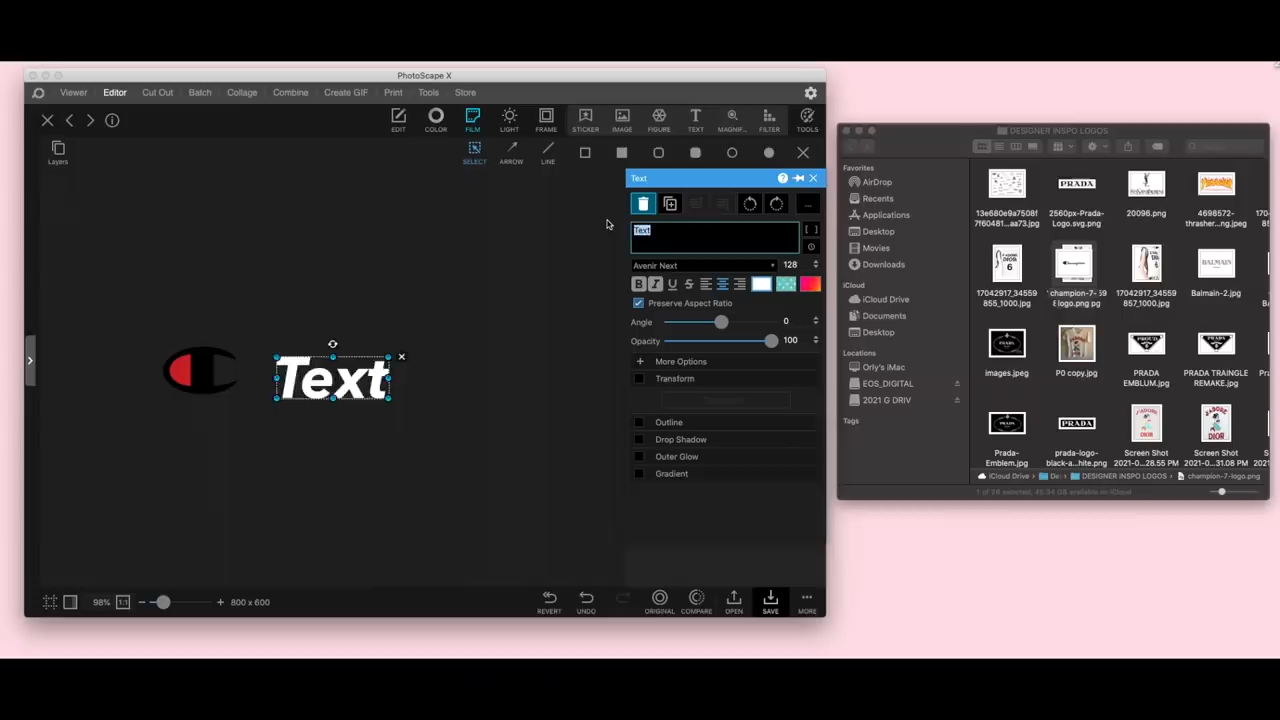 PhotoScape X
Viewer
Editor
Cut Out
Batch
Collage
Combine
Create GIF
Print
Tools
Store
EDIT
COLOR
FILM
LIGHT
FRAME
STICKER
IMAGE
FIGURE
TEXT
MAGNIF..
FILTER
TOOLS
Layers
SELECT
ARROW
LINE
Text
Text
Avenir Next
128
B
I
U
S
Preserve Aspect Ratio
Angle
0
Opacity
100
More Options
Transform
Outline
Drop Shadow
Outer Glow
Gradient
Text
98%
1:1
800 x 600
REVERT
UNDO
ORIGINAL
COMPARE
OPEN
SAVE
MORE
DESIGNER INSPO LOGOS
Favorites
AirDrop
Recents
Applications
Desktop
Movies
Downloads
iCloud
iCloud Drive
Documents
Desktop
Locations
Orly's iMac
EOS_DIGITAL
2021 G DRIV
Tags
PRADA
13e680e9a7508f
7f60481...aa73.jpg
2560px-Prada-
Logo.svg.png
20096.png
4698572-
thrasher...ng.jpeg
J'ADORE
DIOR
6
Champion
BALMAIN
17042917_34559
855_1000.jpg
champion-7-
logo.png
17042917_34559
855_1000.jpg
Balmain-2.jpg
images.jpeg
P0 copy.jpg
PRADA
EMBLUM.jpg
PRADA TRAINGLE
REMAKE.jpg
PRADA
J'ADORE
DIOR
Prada-
Emblem.jpg
prada-logo-
black-a...hite.png
Screen Shot
2021-0...28.55 PM
Screen Shot
2021-0...31.08 PM
iCloud Drive
DESIGNER INSPO LOGOS
champion-7-logo.png